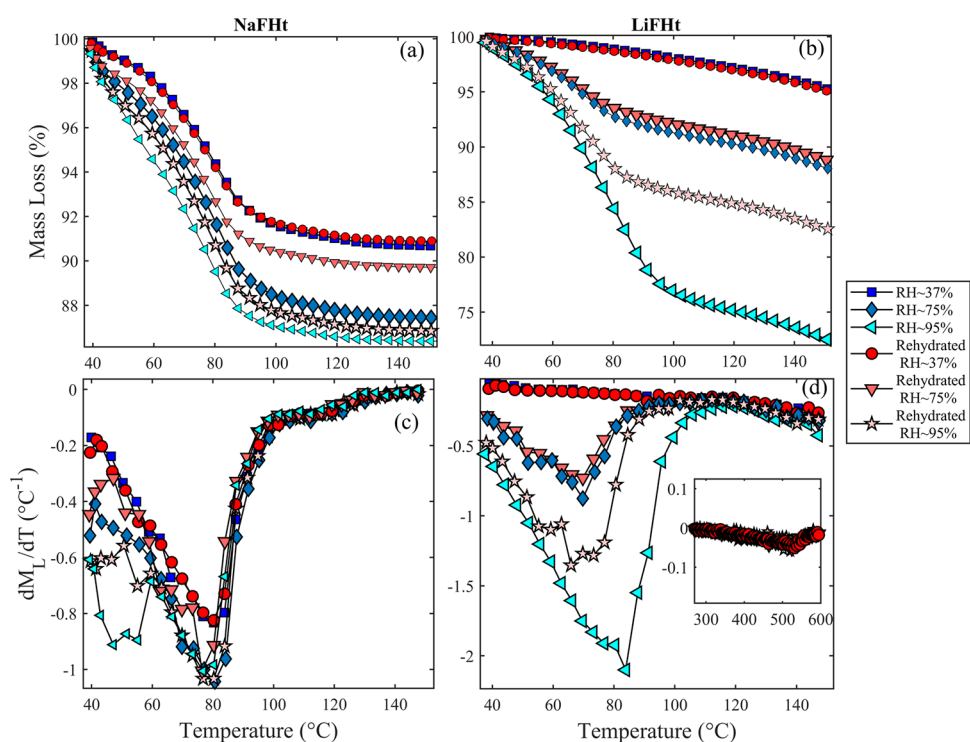 NaFHt
LiFHt
(a)
(b)
Mass Loss (%)
100
98
96
94
92
90
88
40 60 80 100 120 140
100
95
90
85
80
75
40 60 80 100 120 140
RH~37%
RH~75%
RH~95%
Rehydrated
RH~37%
Rehydrated
RH~75%
Rehydrated
RH~95%
(c)
(d)
dM_L/dT (°C⁻¹)
0
-0.2
-0.4
-0.6
-0.8
-1
40 60 80 100 120 140
Temperature (°C)
-0.5
-1
-1.5
-2
40 60 80 100 120 140
Temperature (°C)
0.1
0
-0.1
300 400 500 600